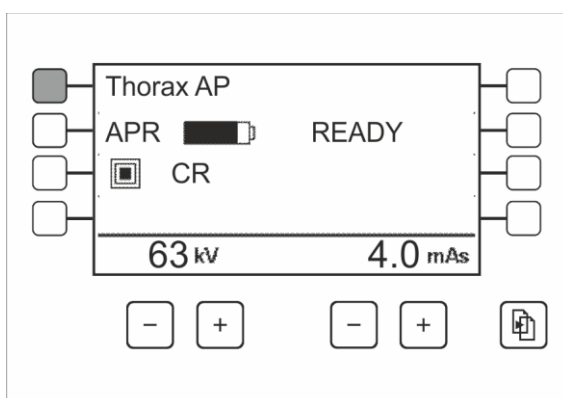 Thorax AP
APR READY
CR
63 kV 4.0 mAs
- + - +